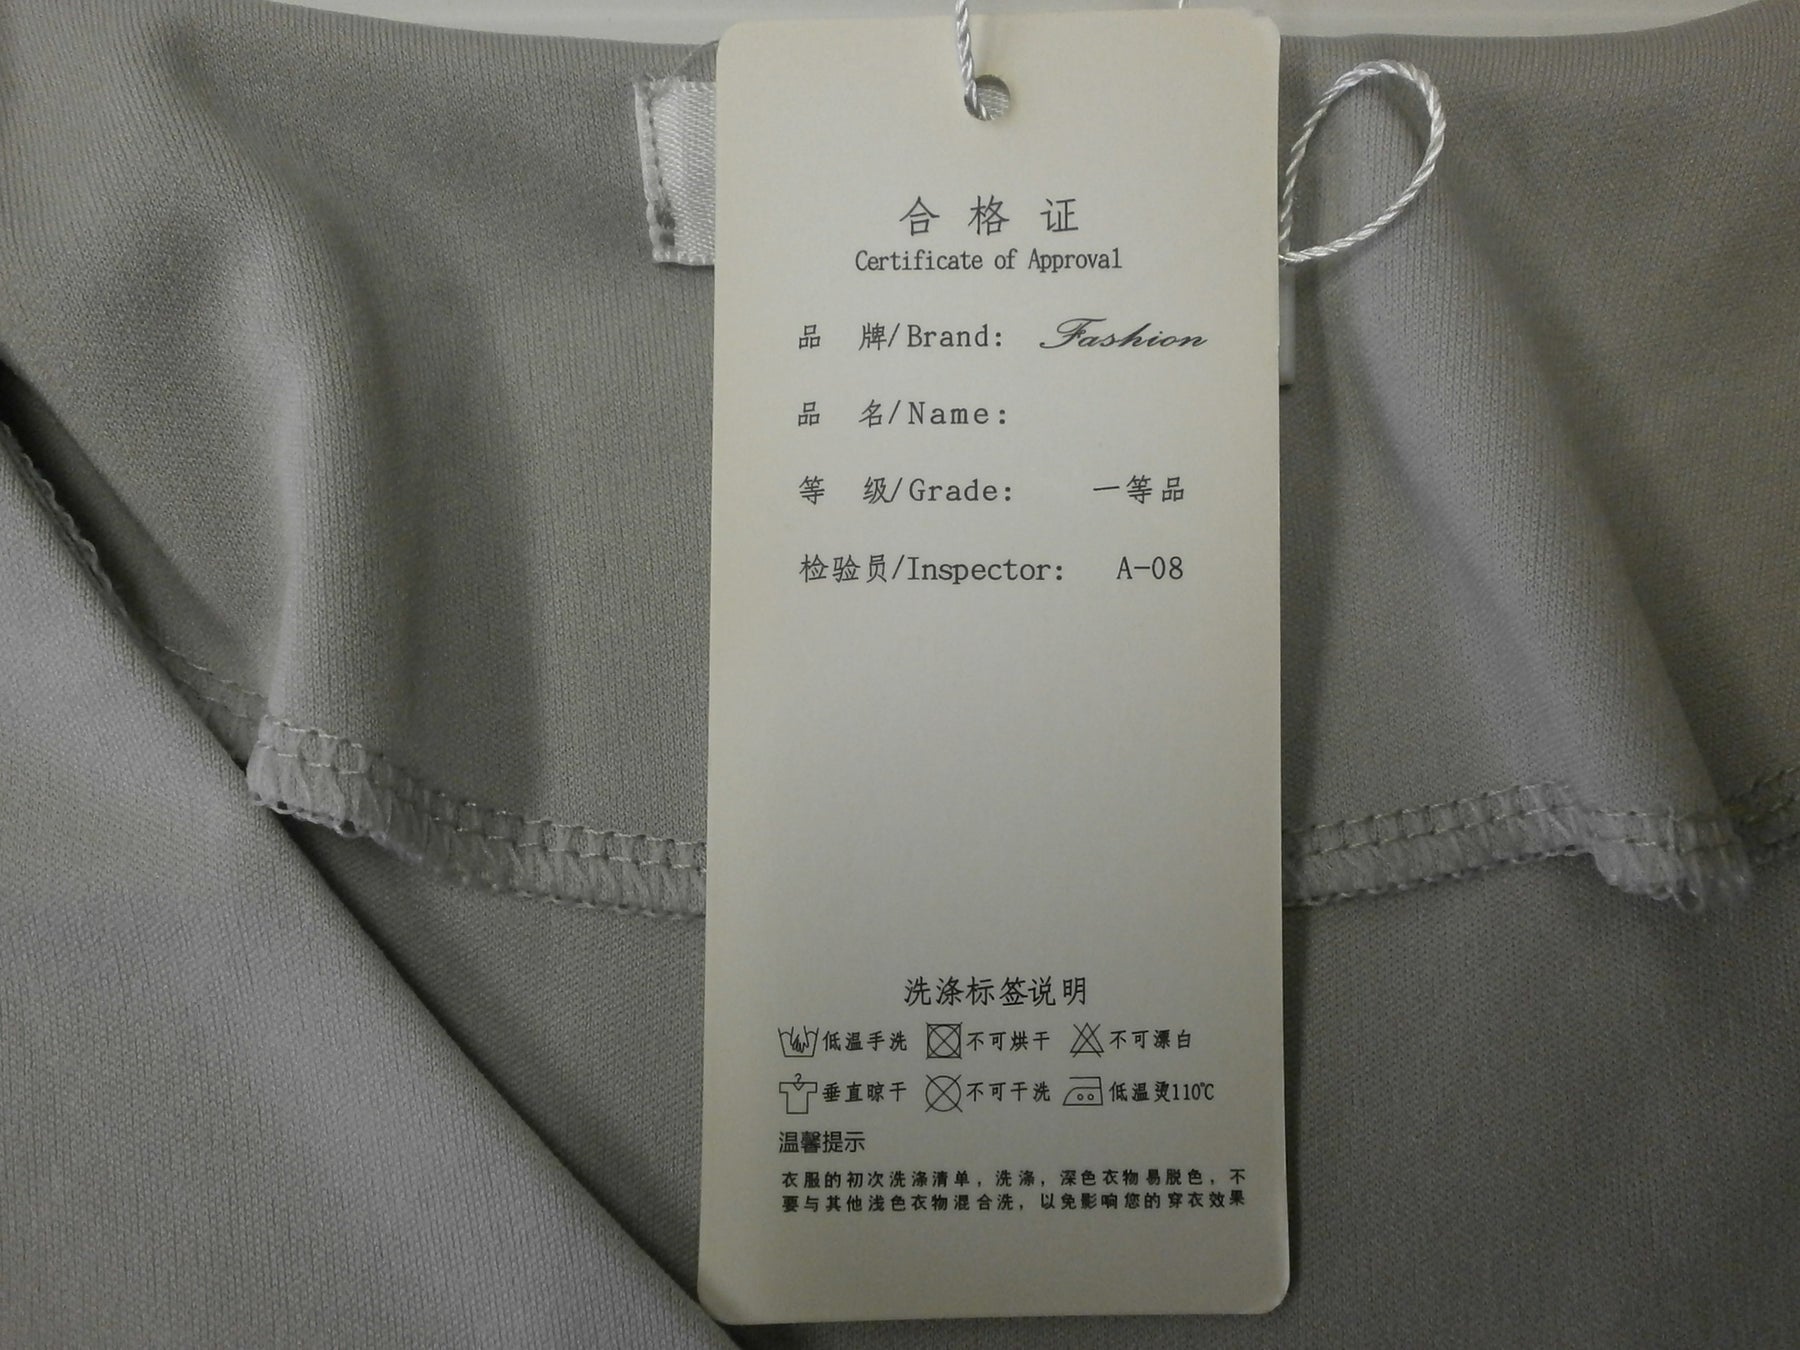 合格证
Certificate of Approval
品 牌/Brand: Fashion
品 名/Name:
等 级/Grade: 一等品
检验员/Inspector: A-08
洗涤标签说明
低温手洗 不可烘干 不可漂白
垂直晾干 不可干洗 低温烫110℃
温馨提示
衣服的初次洗涤清单，洗涤，深色衣物易脱色，不
要与其他浅色衣物混合洗，以免影响您的穿衣效果